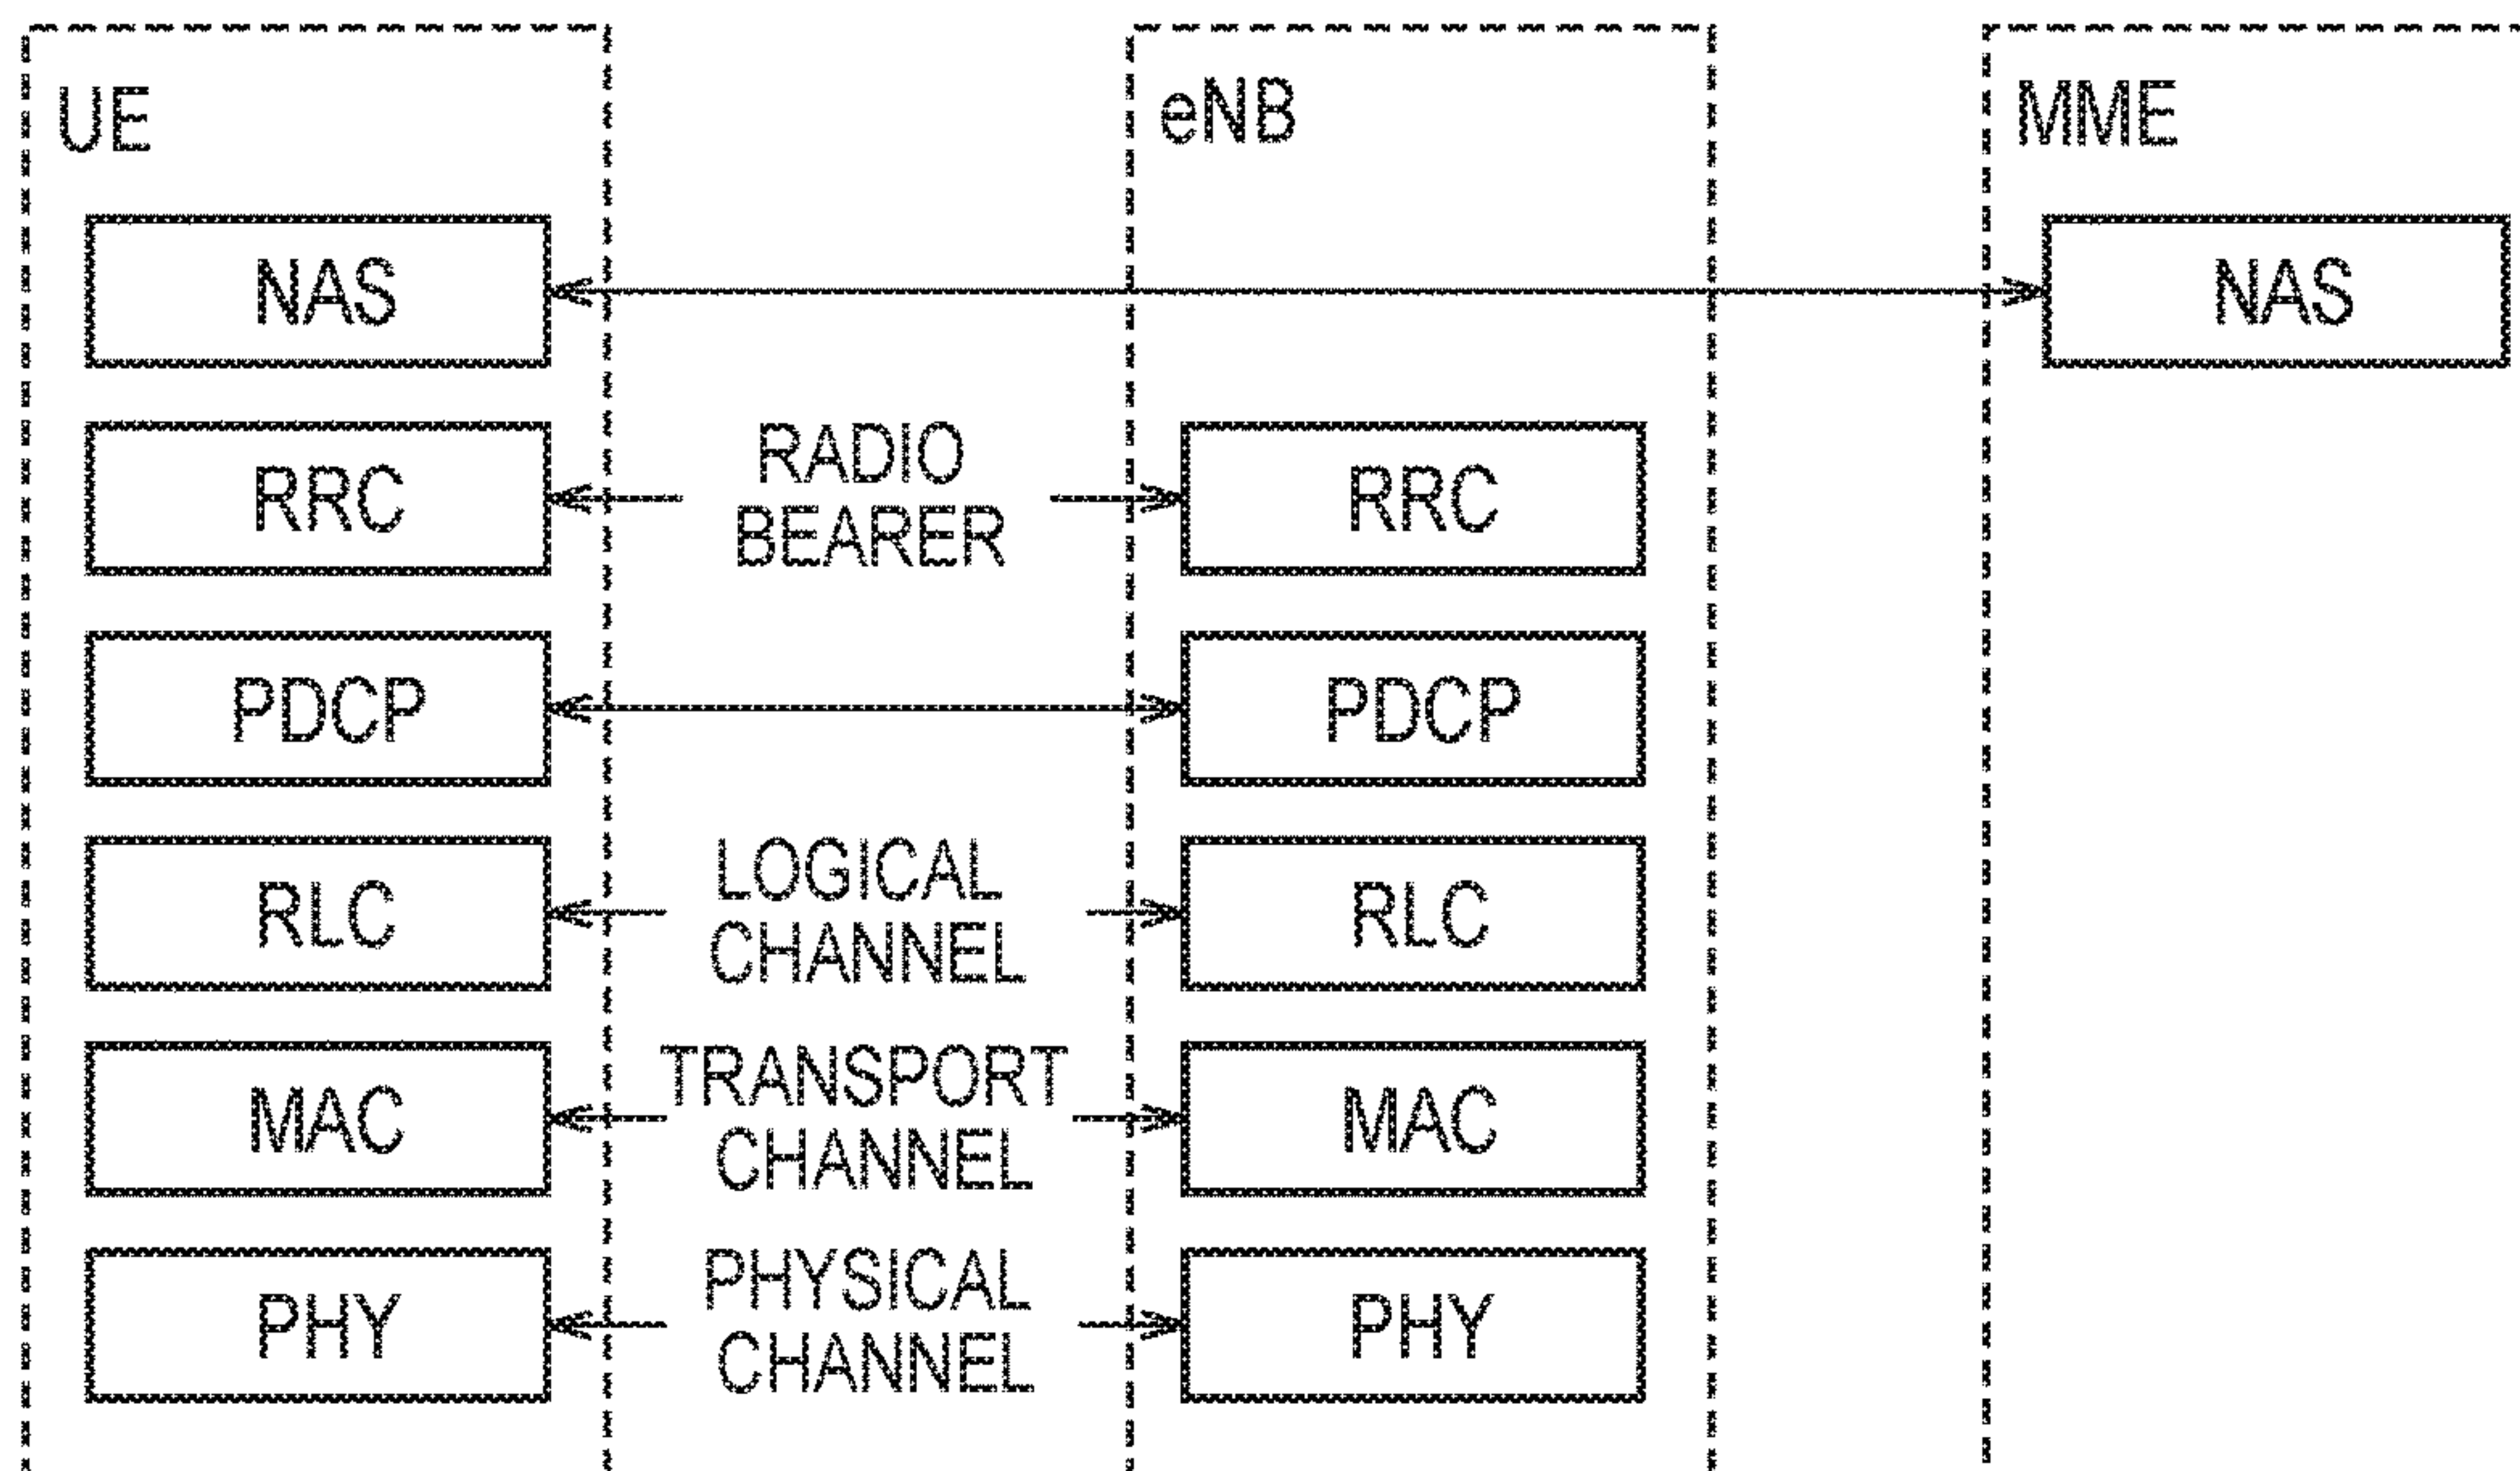 UE
eNB
MME
NAS
NAS
RRC
RADIO
BEARER
RRC
PDCP
PDCP
RLC
LOGICAL
CHANNEL
RLC
MAC
TRANSPORT
CHANNEL
MAC
PHY
PHYSICAL
CHANNEL
PHY